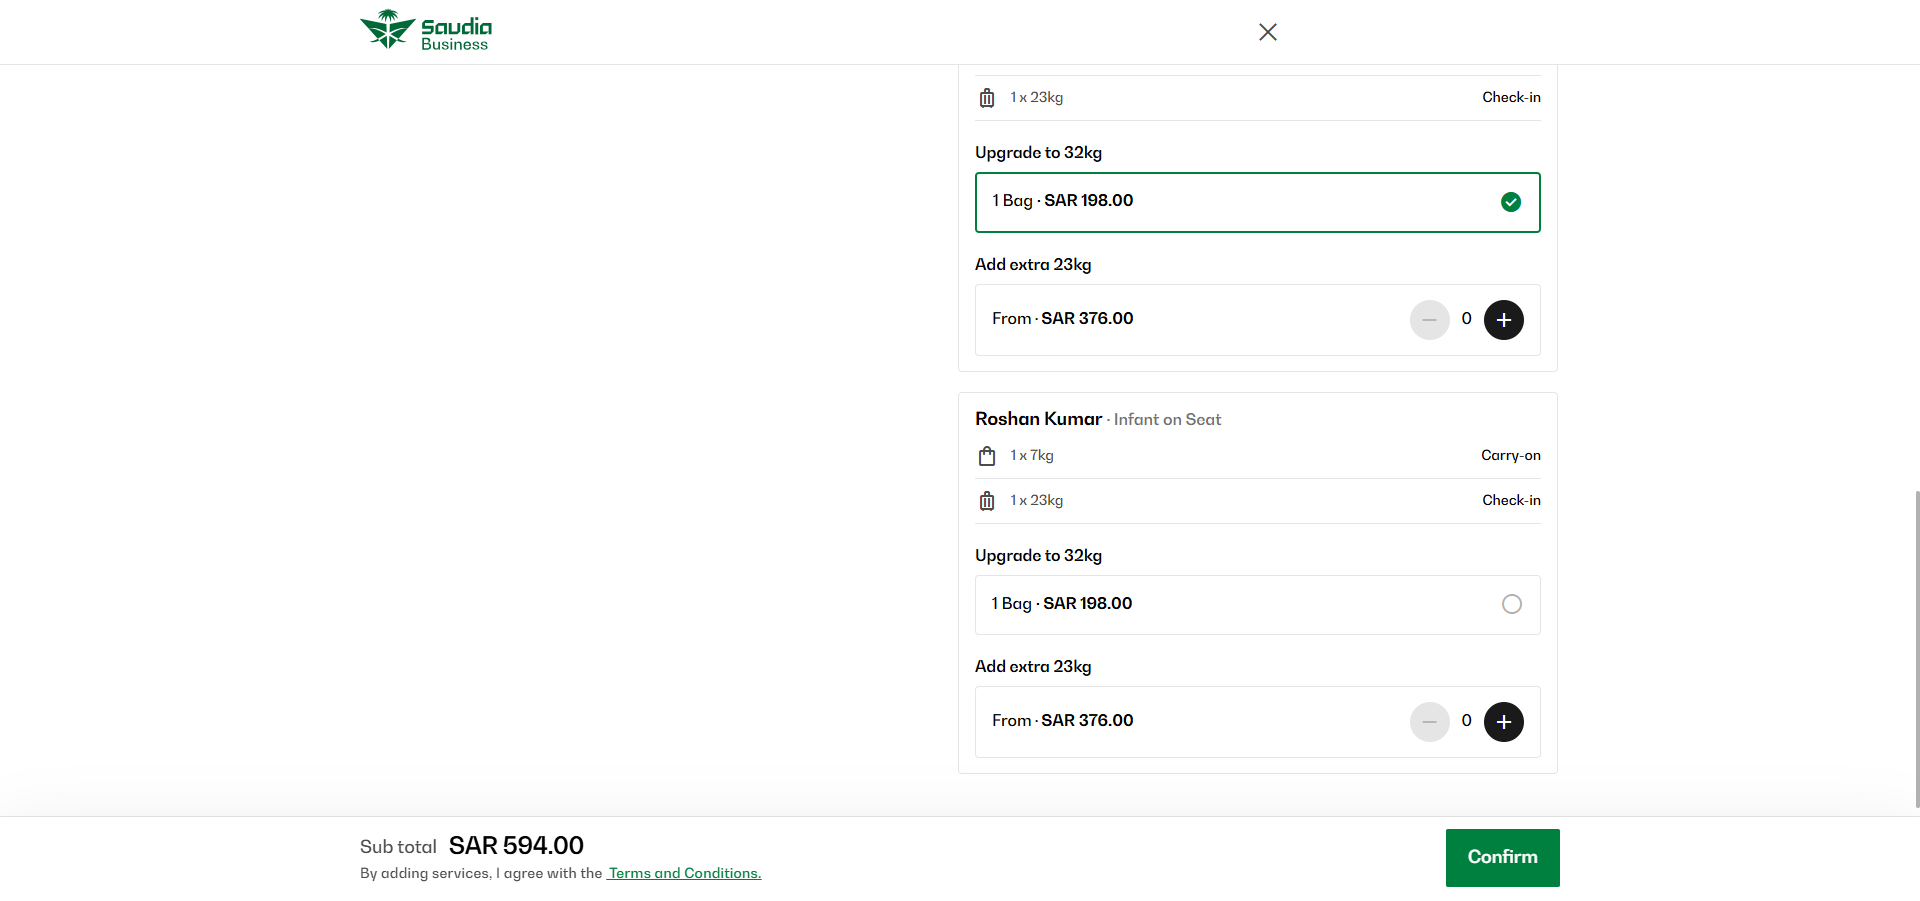 Saudia
Business
1 x 23kg Check-in
Upgrade to 32kg
1 Bag · SAR 198.00
Add extra 23kg
From · SAR 376.00 0
Roshan Kumar · Infant on Seat
1 x 7kg Carry-on
1 x 23kg Check-in
Upgrade to 32kg
1 Bag · SAR 198.00
Add extra 23kg
From · SAR 376.00 0
Sub total SAR 594.00
By adding services, I agree with the Terms and Conditions.
Confirm